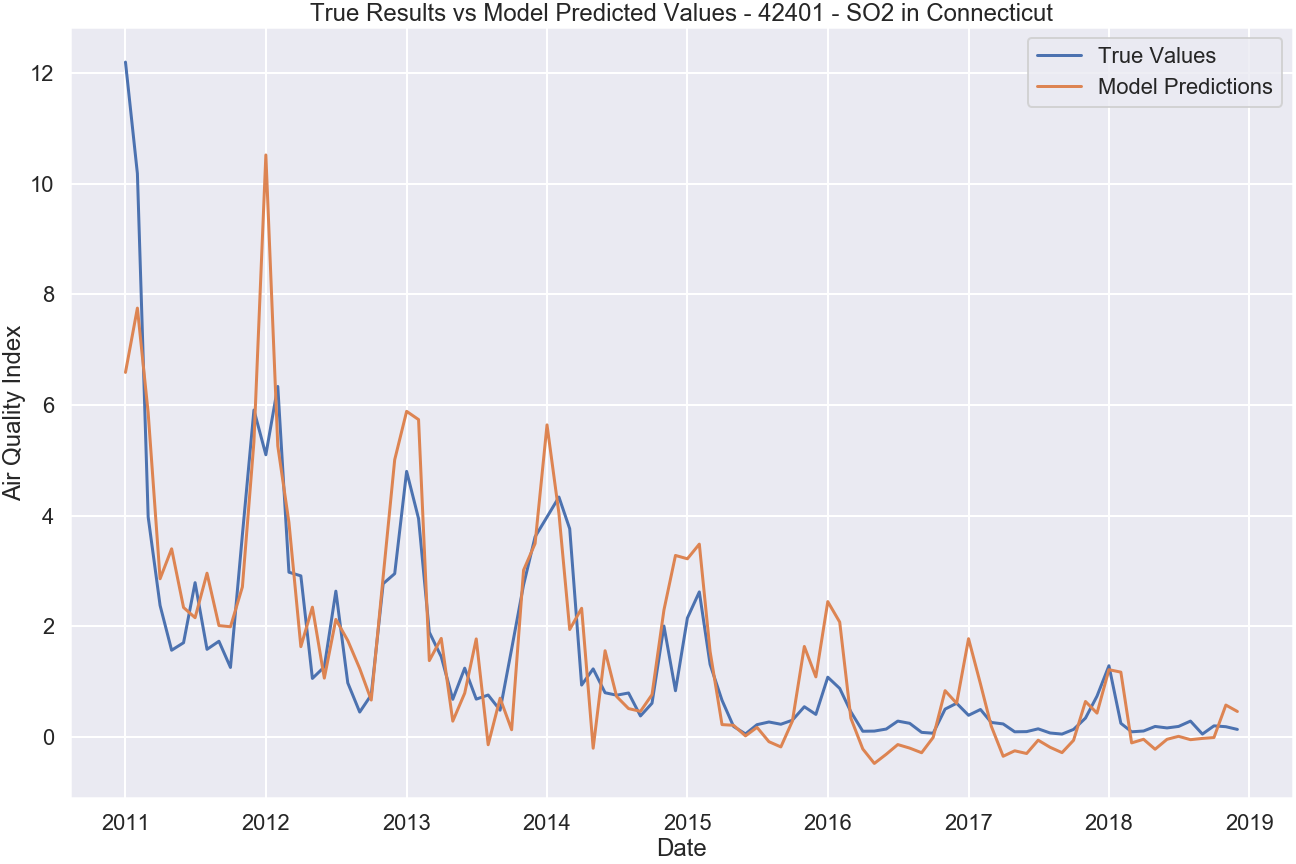 True Results vs Model Predicted Values - 42401 - SO2 in Connecticut
True Values
Model Predictions
12
10
8
6
4
2
0
Air Quality Index
2011 2012 2013 2014 2015 2016 2017 2018 2019
Date